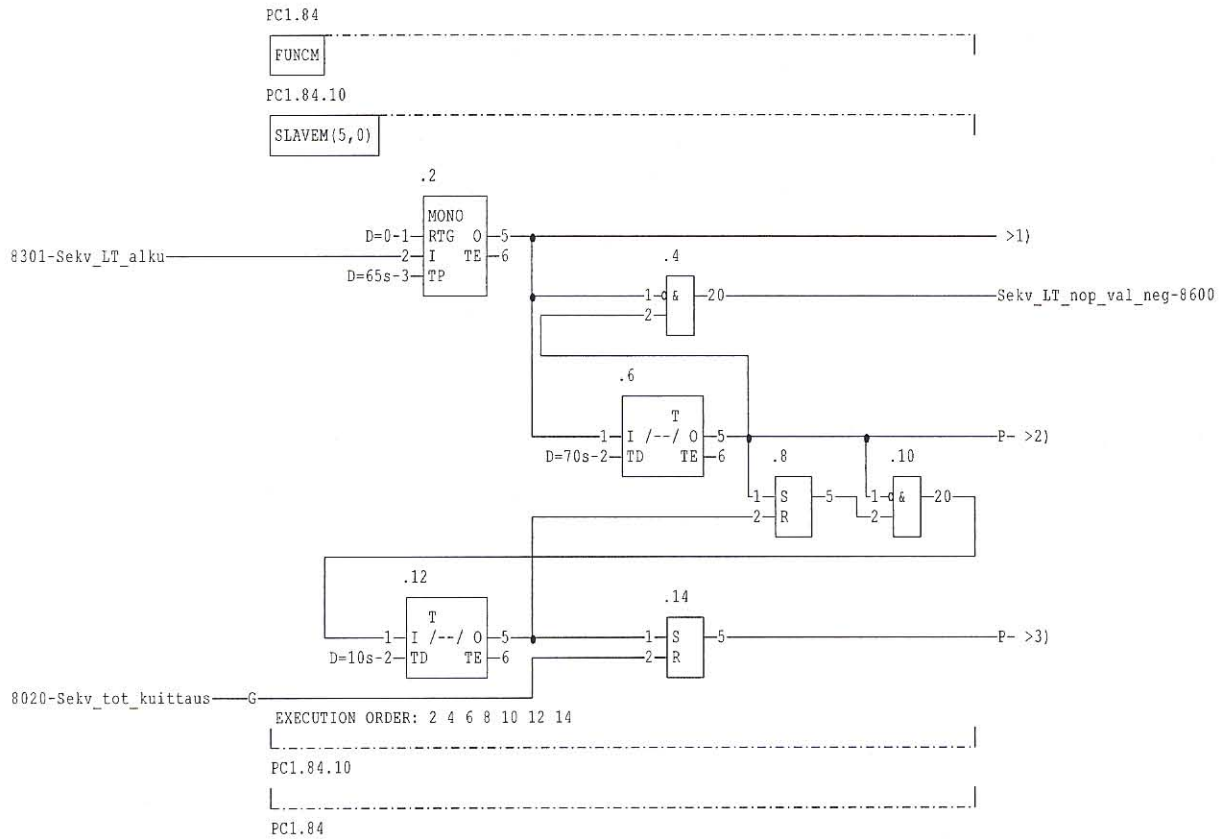 PC1.84
FUNCM
PC1.84.10
SLAVEM(5,0)
.2
MONO
D=0-1 RTG O 5 >1)
8301-Sekv_LT_alku 2 I TE 6
.4
D=65s-3 TP
1 & 20 Sekv_LT_nop_val_neg-8600
2
.6
T
1 I /--/ O 5 P- >2)
D=70s-2 TD TE 6
.8 .10
1 S 5 1 & 20
2 R 2
.12
.14
T
1 I /--/ O 5 1 S 5 P- >3)
D=10s-2 TD TE 6 2 R
8020-Sekv_tot_kuittaus G
EXECUTION ORDER: 2 4 6 8 10 12 14
PC1.84.10
PC1.84